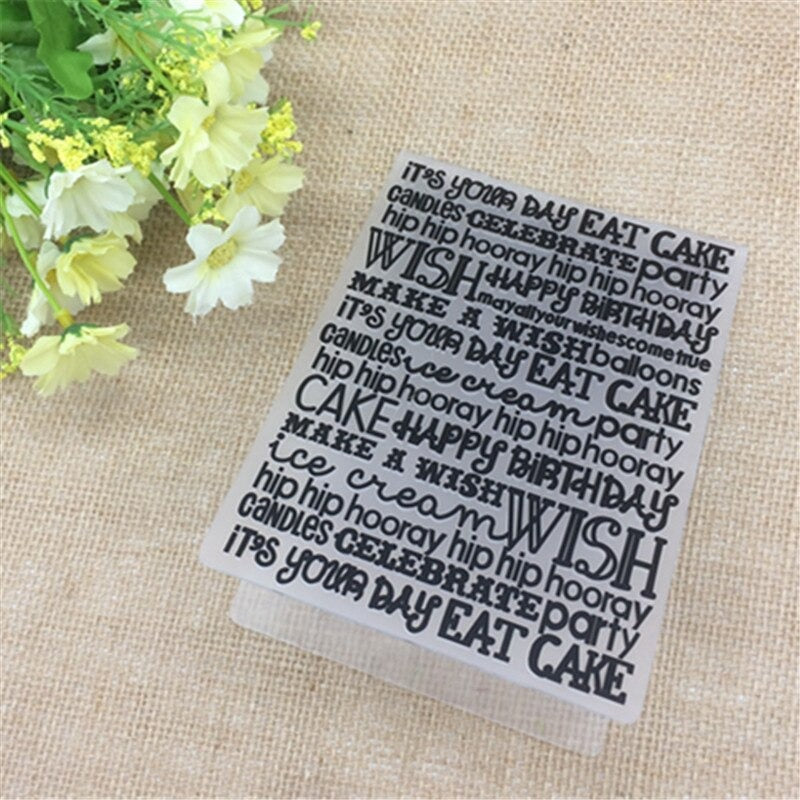 it's your DAY EAT CAKE
CANDLES CELEBRATE party
hip hip hooray hip hip hooray
WISH HAPPY BiRTHDAY
mayallyourwishescometrue
MAKE A WISH balloons
it's your DAY EAT CAKE
CANDLES ice cream party
hip hip hooray hip hip hooray
CAKE HAPPY BiRTHDAY
MAKE A WISH WISH
ice cream
hip hip hooray hip hip hooray
CANDLES CELEBRATE party
it's your DAY EAT CAKE